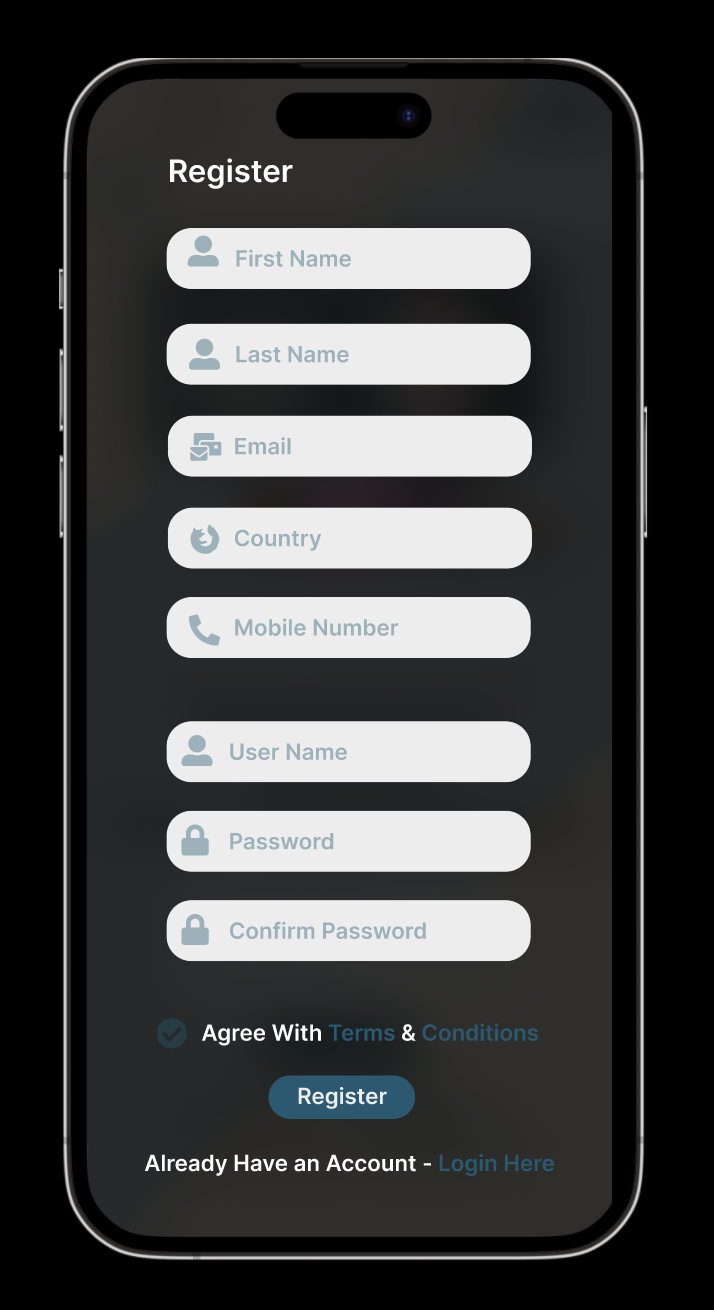 Register
First Name
Last Name
Email
Country
Mobile Number
User Name
Password
Confirm Password
Agree With Terms & Conditions
Register
Already Have an Account - Login Here